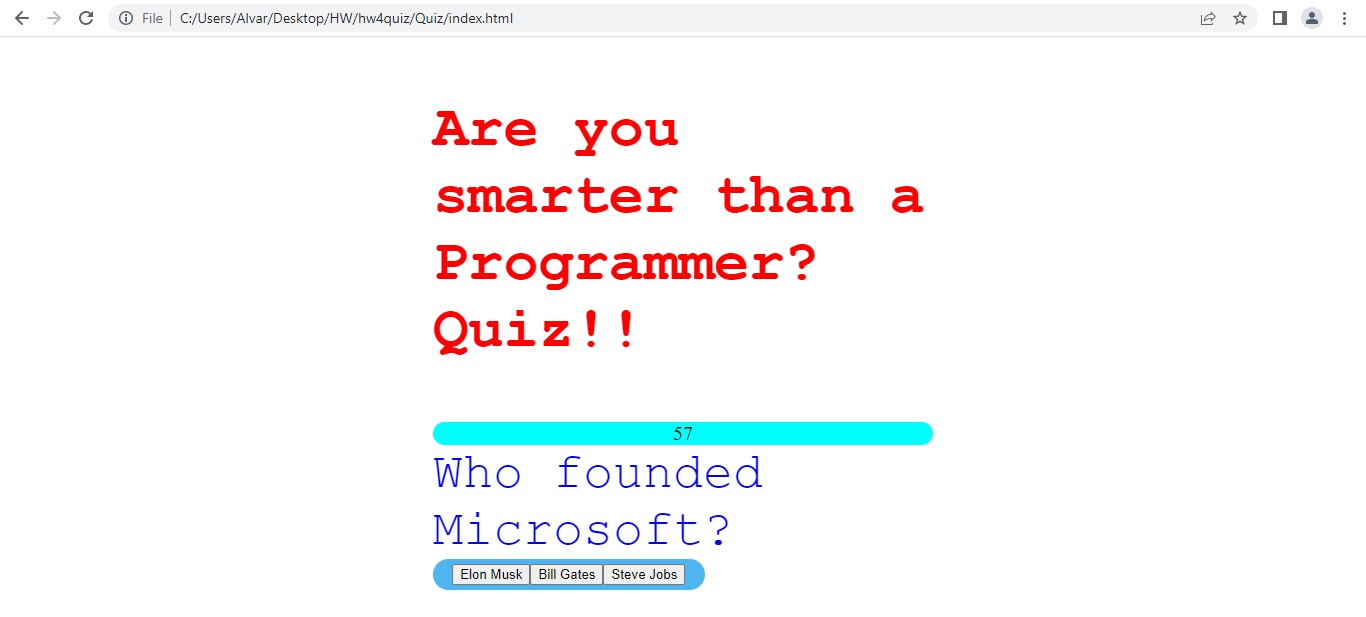 File C:/Users/Alvar/Desktop/HW/hw4quiz/Quiz/index.html
Are you
smarter than a
Programmer?
Quiz!!
57
Who founded
Microsoft?
Elon Musk Bill Gates Steve Jobs